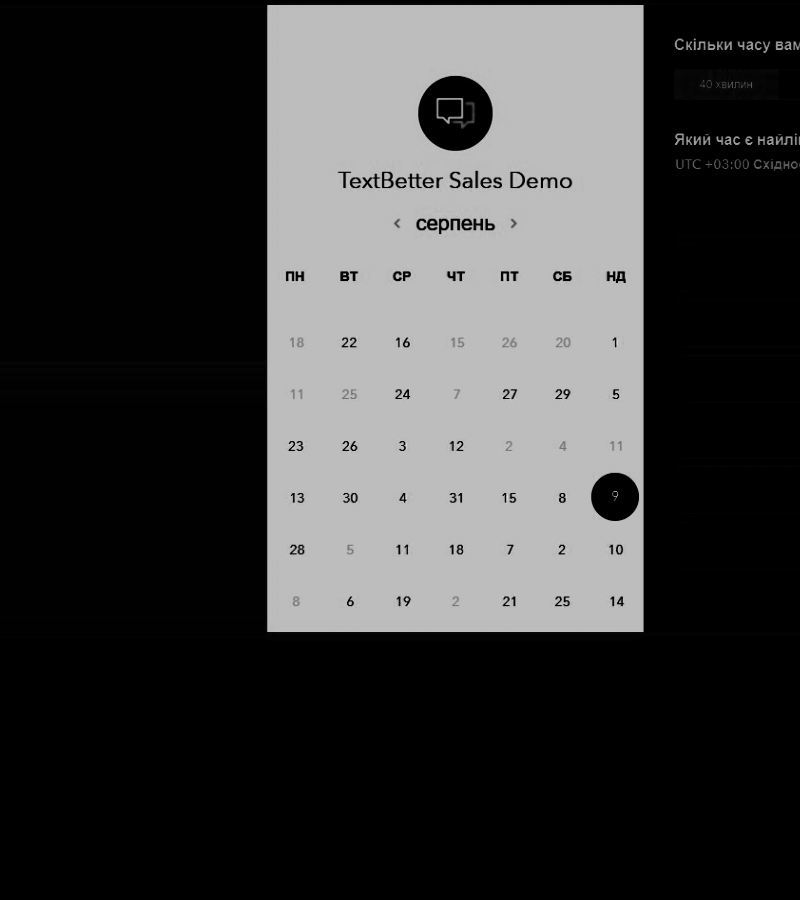 Скільки часу вам
40 хвилин
Який час є найлі
UTC +03:00 Східно
TextBetter Sales Demo
< серпень >
ПН ВТ СР ЧТ ПТ СБ НД
18 22 16 15 26 20 1
11 25 24 7 27 29 5
23 26 3 12 2 4 11
13 30 4 31 15 8 9
28 5 11 18 7 2 10
8 6 19 2 21 25 14